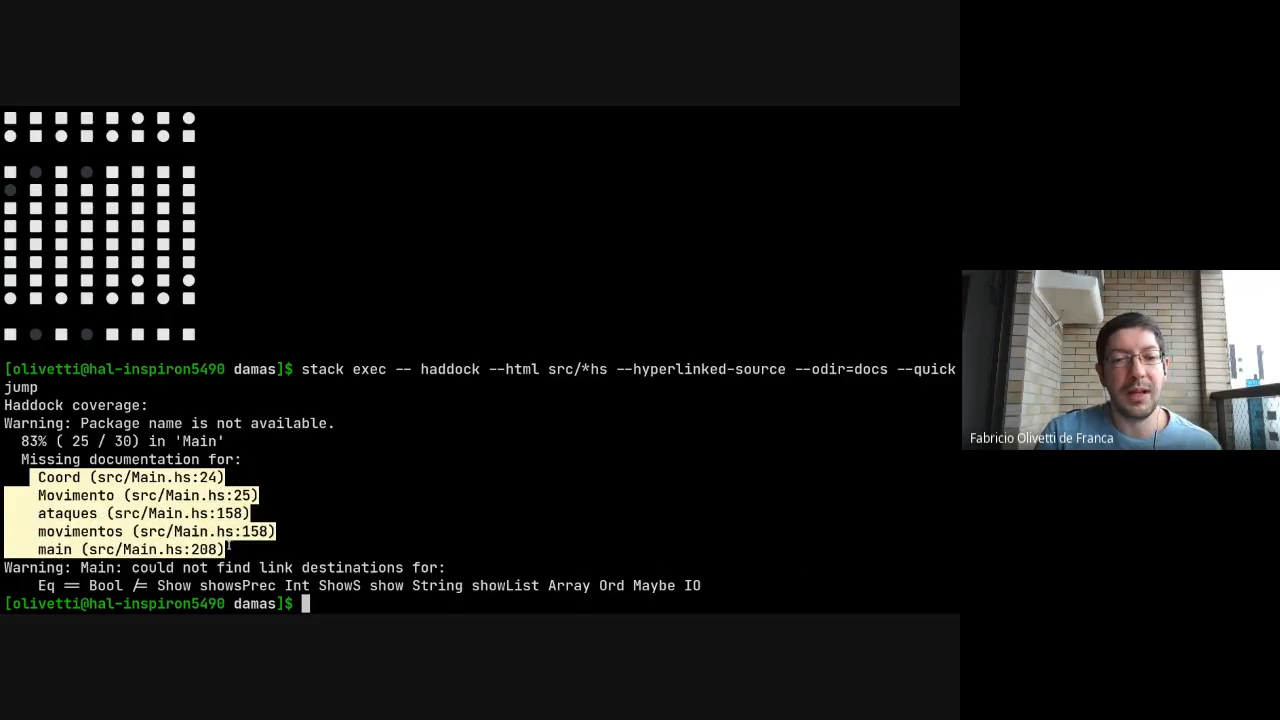 [olivetti@hal-inspiron5490 damas]$ stack exec -- haddock --html src/*hs --hyperlinked-source --odir=docs --quick
jump
Haddock coverage:
Warning: Package name is not available.
83% ( 25 / 30) in 'Main'
Missing documentation for:
Coord (src/Main.hs:24)
Movimento (src/Main.hs:25)
ataques (src/Main.hs:158)
movimentos (src/Main.hs:158)
main (src/Main.hs:208)
Warning: Main: could not find link destinations for:
Eq == Bool /= Show showsPrec Int ShowS show String showList Array Ord Maybe IO
[olivetti@hal-inspiron5490 damas]$
Fabricio Olivetti de Franca